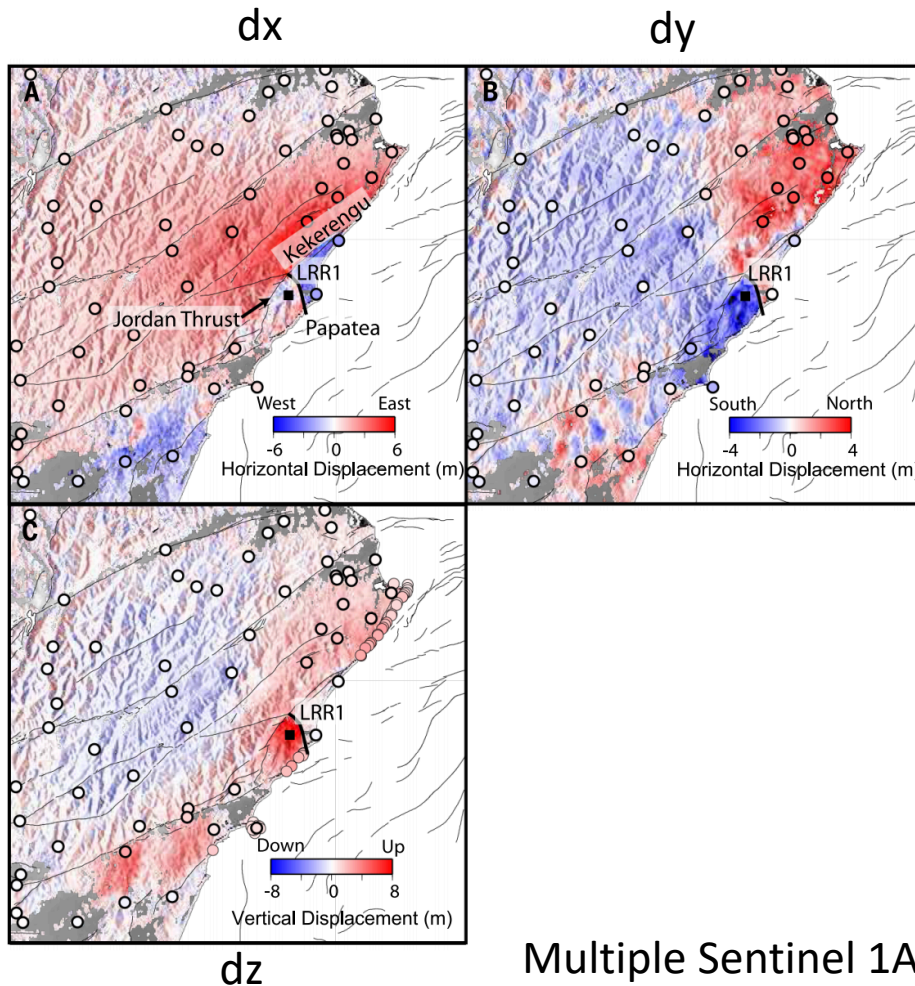 dx
dy
A
Kekerengu
LRR1
Jordan Thrust
Papatea
West
East
-6
0
6
Horizontal Displacement (m)
B
LRR1
South
North
-4
0
4
Horizontal Displacement (m
C
LRR1
Down
Up
-8
0
8
Vertical Displacement (m)
dz
Multiple Sentinel 1A